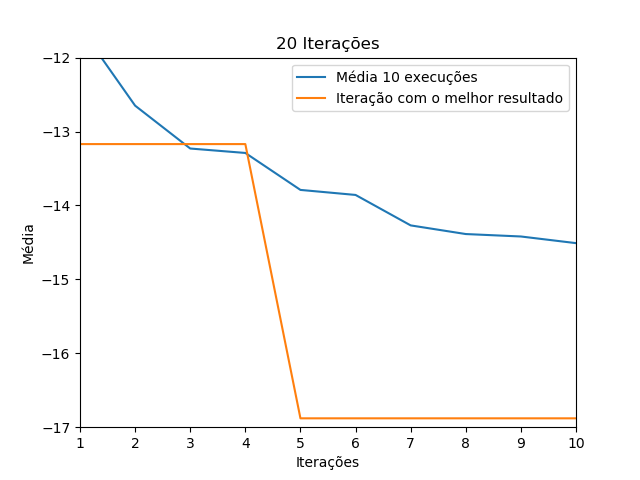 20 Iterações
Média 10 execuções
Iteração com o melhor resultado
−12
−13
−14
−15
−16
−17
Média
1 2 3 4 5 6 7 8 9 10
Iterações